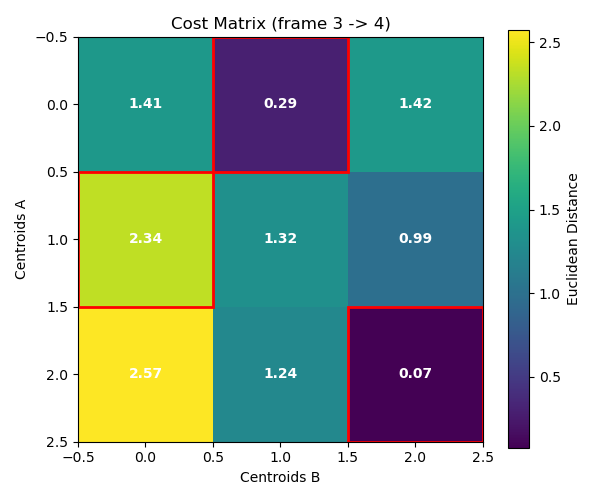 Cost Matrix (frame 3 -> 4)
−0.5
0.0
0.5
1.0
1.5
2.0
2.5
Centroids A
1.41 0.29 1.42
2.34 1.32 0.99
2.57 1.24 0.07
−0.5 0.0 0.5 1.0 1.5 2.0 2.5
Centroids B
2.5
2.0
1.5
1.0
0.5
Euclidean Distance